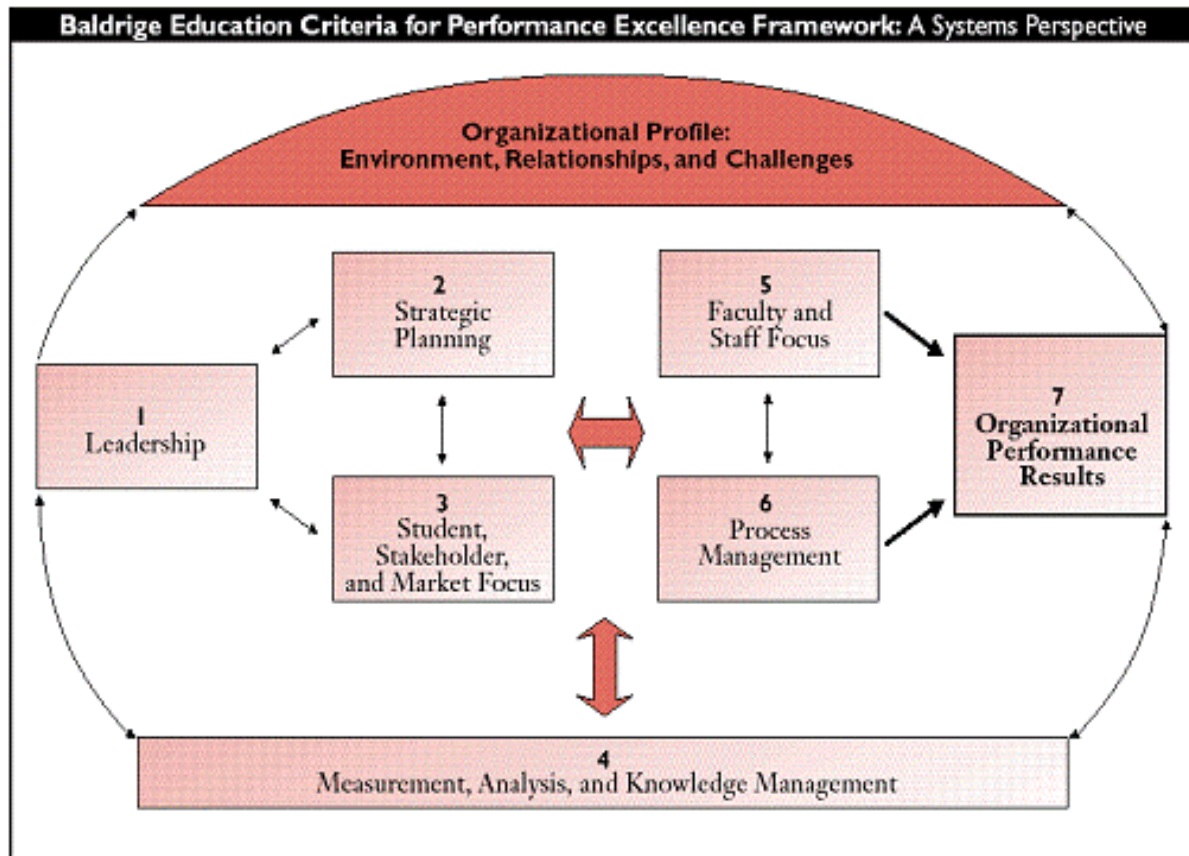 Baldrige Education Criteria for Performance Excellence Framework: A Systems Perspective
Organizational Profile:
Environment, Relationships, and Challenges
2
Strategic
Planning
5
Faculty and
Staff Focus
1
Leadership
7
Organizational
Performance
Results
3
Student,
Stakeholder,
and Market Focus
6
Process
Management
4
Measurement, Analysis, and Knowledge Management